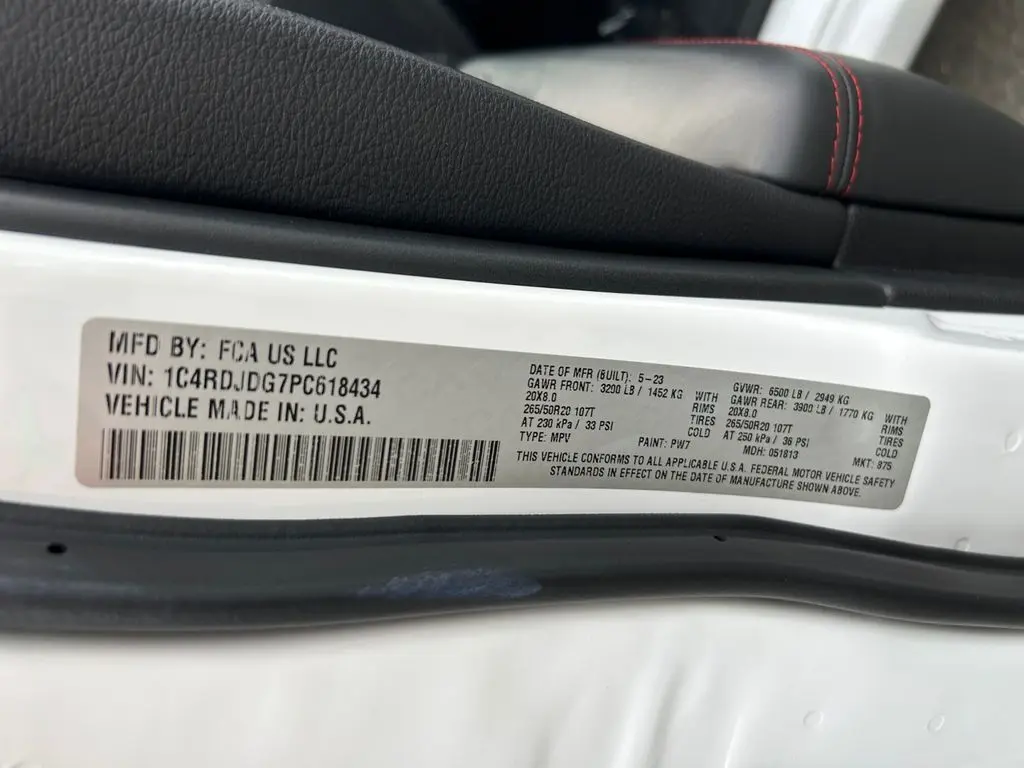 MFD BY: FCA US LLC
VIN: 1C4RDJDG7PC618434
VEHICLE MADE IN: U.S.A.
DATE OF MFR (BUILT): 5-23
GVWR: 6500 LB / 2949 KG
GAWR FRONT: 3200 LB / 1452 KG WITH
20X8.0 RIMS
265/50R20 107T TIRES
AT 230 kPa / 33 PSI COLD
GAWR REAR: 3900 LB / 1770 KG WITH
20X8.0 RIMS
265/50R20 107T TIRES
AT 250 kPa / 36 PSI COLD
TYPE: MPV PAINT: PW7 MDH: 051813 MKT: 875
THIS VEHICLE CONFORMS TO ALL APPLICABLE U.S.A. FEDERAL MOTOR VEHICLE SAFETY
STANDARDS IN EFFECT ON THE DATE OF MANUFACTURE SHOWN ABOVE.